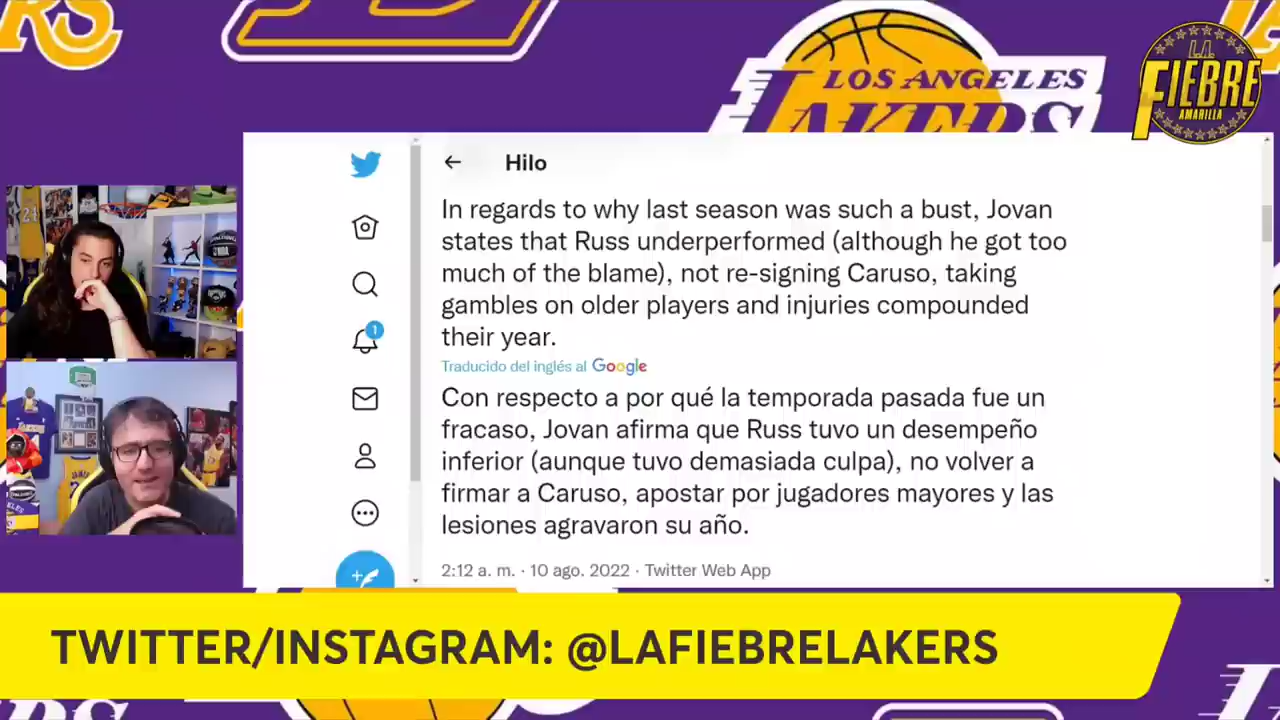 LOS ANGELES
LAKERS
L.A.
FIEBRE
AMARILLA
Hilo
In regards to why last season was such a bust, Jovan
states that Russ underperformed (although he got too
much of the blame), not re-signing Caruso, taking
gambles on older players and injuries compounded
their year.
Traducido del inglés al Google
Con respecto a por qué la temporada pasada fue un
fracaso, Jovan afirma que Russ tuvo un desempeño
inferior (aunque tuvo demasiada culpa), no volver a
firmar a Caruso, apostar por jugadores mayores y las
lesiones agravaron su año.
2:12 a. m. · 10 ago. 2022 · Twitter Web App
1
TWITTER/INSTAGRAM: @LAFIEBRELAKERS